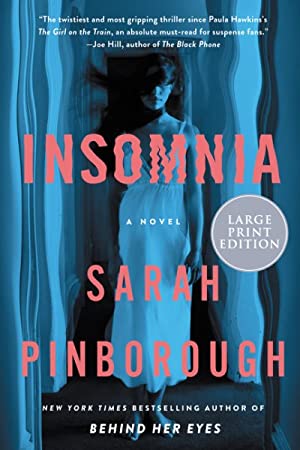 "The twistiest and most gripping thriller since Paula Hawkins's
The Girl on the Train, an absolute must-read for suspense fans."
—Joe Hill, author of The Black Phone
INSOMNIA
A NOVEL
LARGE
PRINT
EDITION
SARAH
PINBOROUGH
NEW YORK TIMES BESTSELLING AUTHOR OF
BEHIND HER EYES